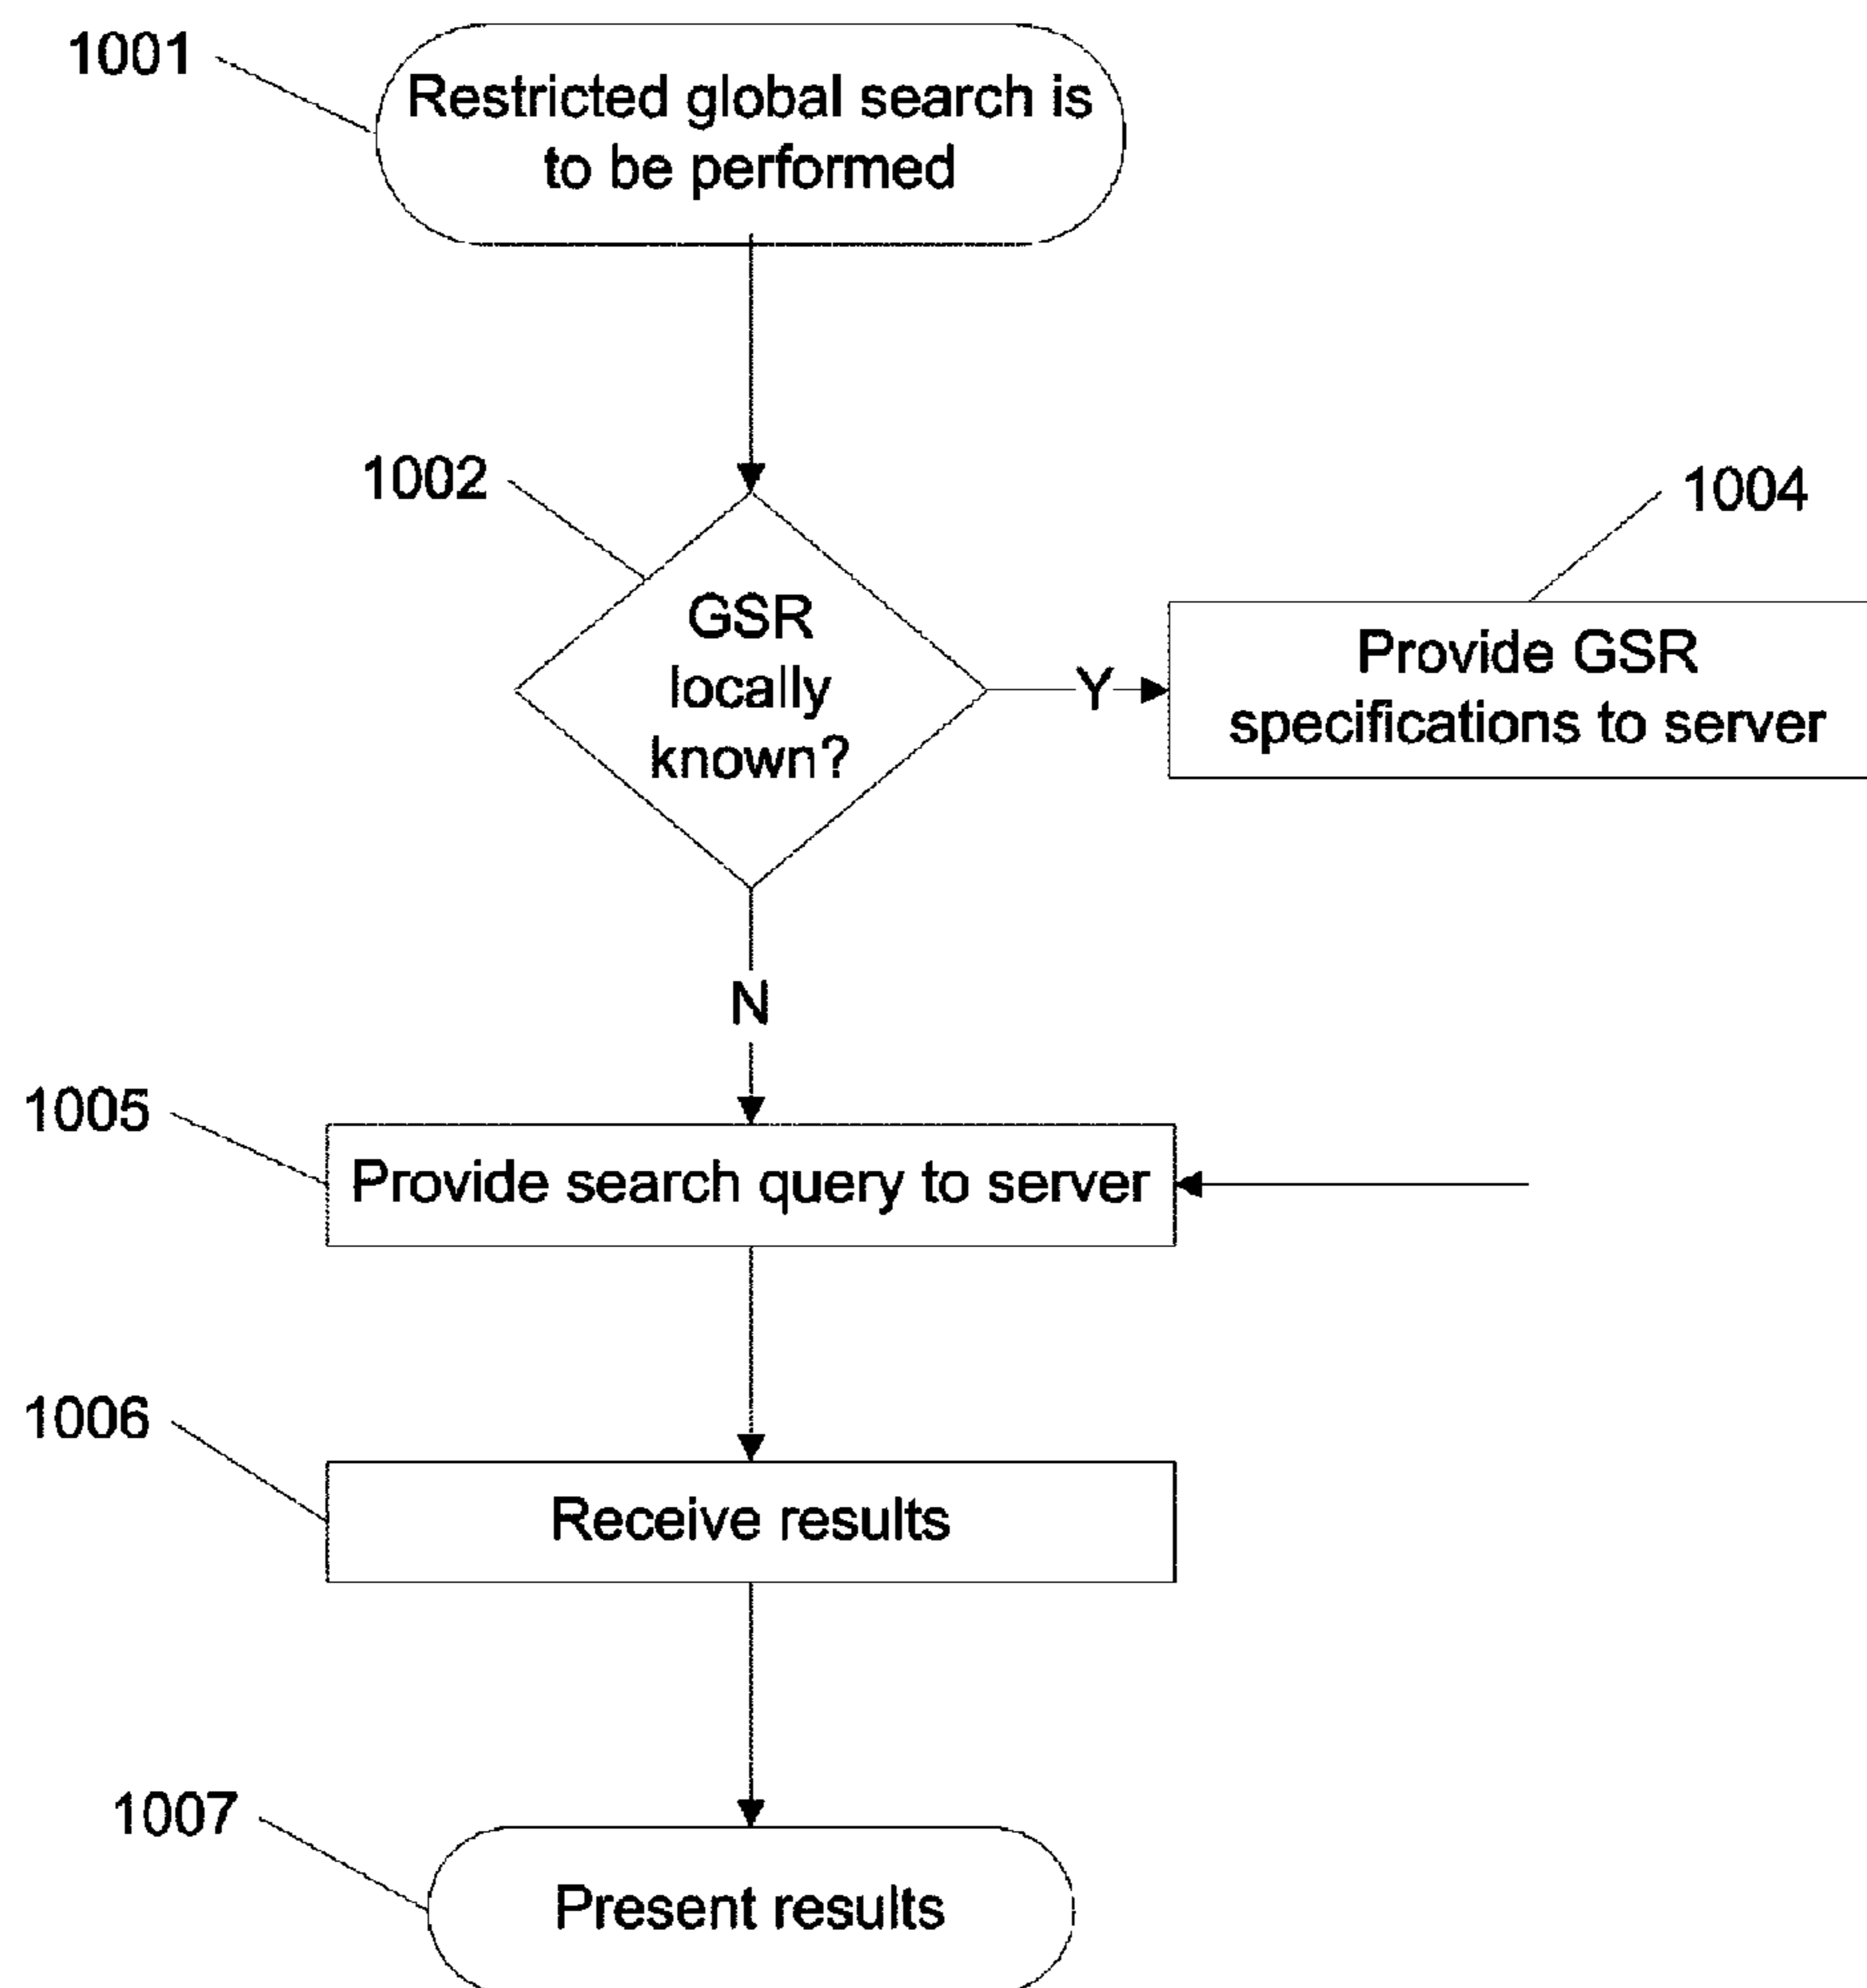 1001
Restricted global search is
to be performed
1002
GSR
locally
known?
Y
1004
Provide GSR
specifications to server
N
1005
Provide search query to server
1006
Receive results
1007
Present results